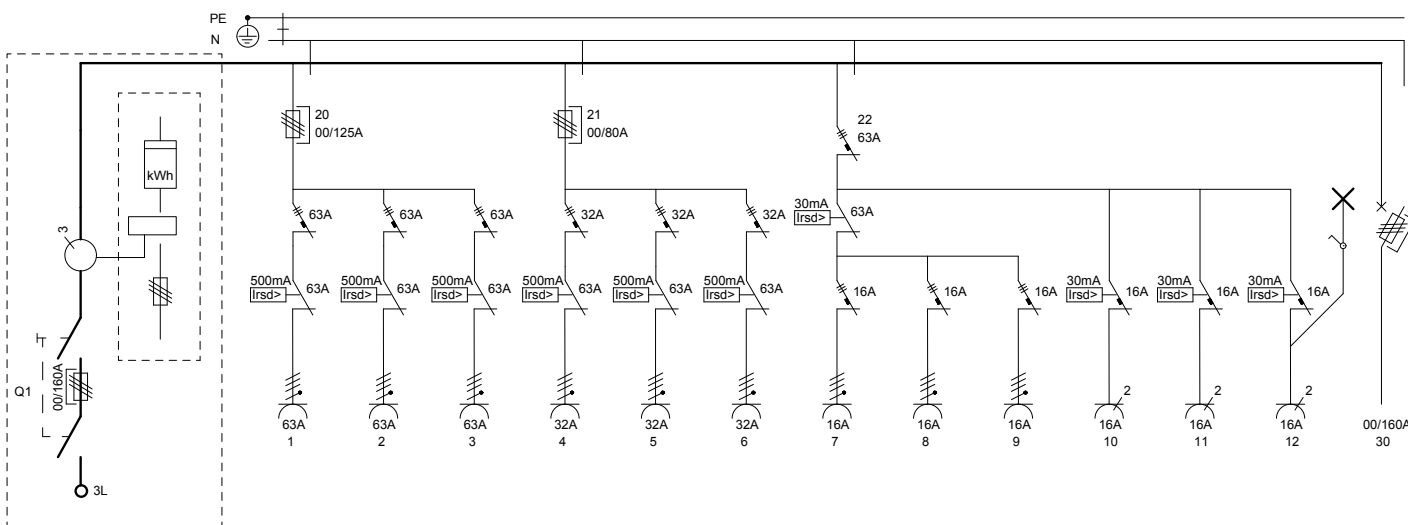 PE
N
20
00/125A
21
00/80A
22
63A
kWh
3
63A 63A 63A 32A 32A 32A 30mA 63A
Irsd>
500mA 63A 500mA 63A 500mA 63A 500mA 63A 500mA 63A 500mA 63A 16A 16A 16A 30mA 16A 30mA 16A 30mA 16A
Irsd> Irsd> Irsd> Irsd> Irsd> Irsd> Irsd> Irsd> Irsd>
Q1
00/160A
2 2 2
63A 63A 63A 32A 32A 32A 16A 16A 16A 16A 16A 16A 00/160A
1 2 3 4 5 6 7 8 9 10 11 12 30
3L